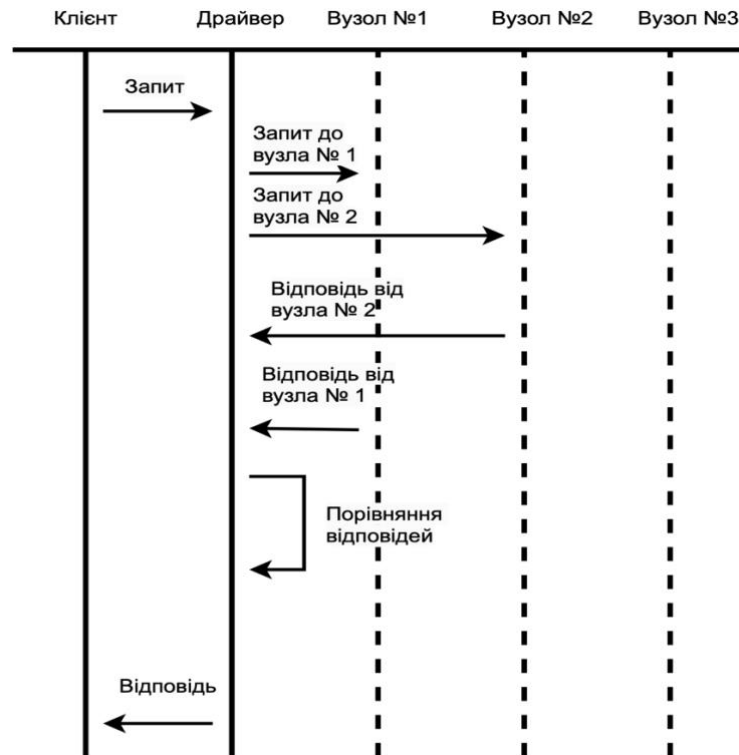 Клієнт Драйвер Вузол №1 Вузол №2 Вузол №3
Запит
Запит до
вузла № 1
Запит до
вузла № 2
Відповідь від
вузла № 2
Відповідь від
вузла № 1
Порівняння
відповідей
Відповідь